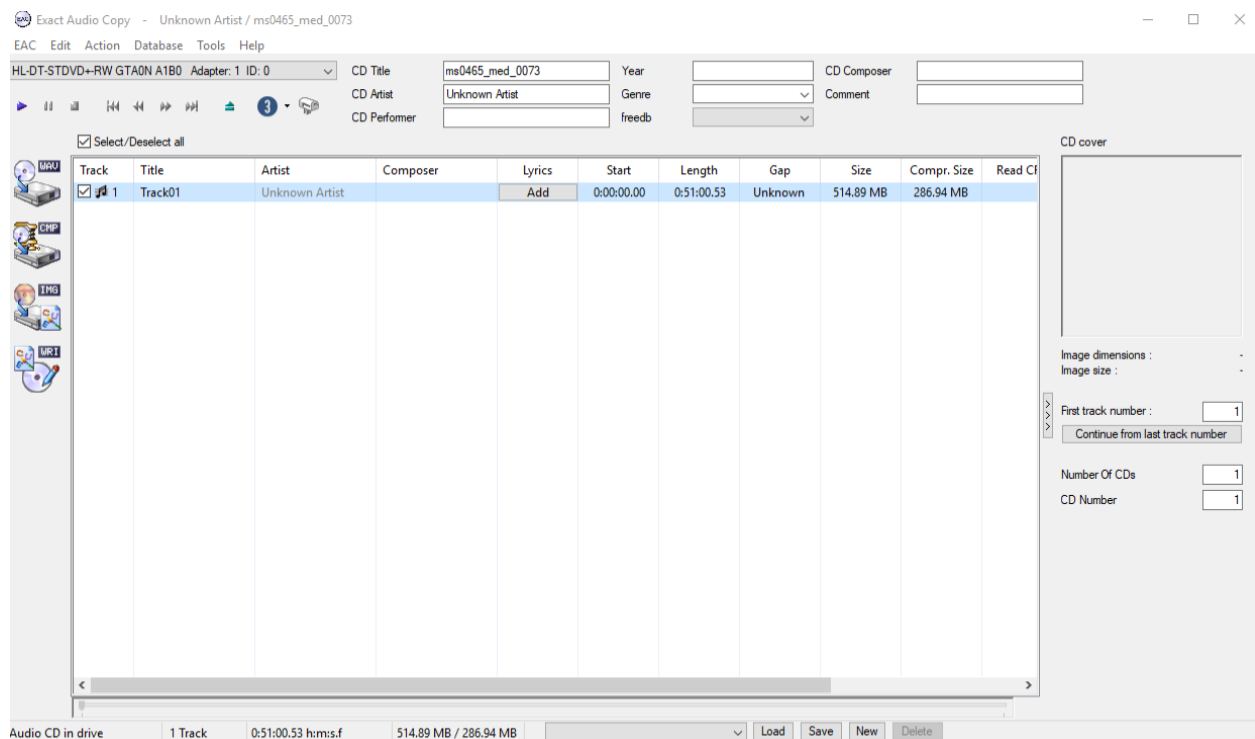 Exact Audio Copy - Unknown Artist / ms0465_med_0073
EAC Edit Action Database Tools Help
HL-DT-STDVD+-RW GTA0N A1B0 Adapter: 1 ID: 0
CD Title ms0465_med_0073 Year CD Composer
CD Artist Unknown Artist Genre Comment
CD Performer freedb
3
Select/Deselect all
CD cover
WAV
CMP
IMG
WRI
Track Title Artist Composer Lyrics Start Length Gap Size Compr. Size Read C
1 Track01 Unknown Artist Add 0:00:00.00 0:51:00.53 Unknown 514.89 MB 286.94 MB
Image dimensions : -
Image size : -
First track number : 1
Continue from last track number
Number Of CDs 1
CD Number 1
Audio CD in drive 1 Track 0:51:00.53 h:m:s.f 514.89 MB / 286.94 MB Load Save New Delete